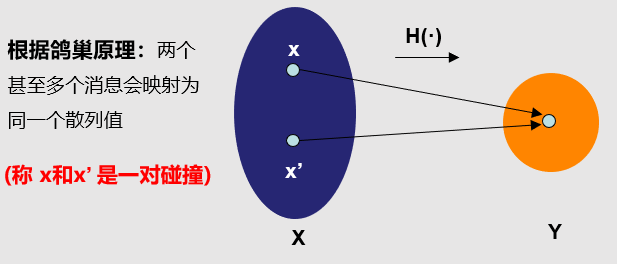 根据鸽巢原理：两个
甚至多个消息会映射为
同一个散列值
(称 x和x’ 是一对碰撞)
x
x’
X
H(·)
Y